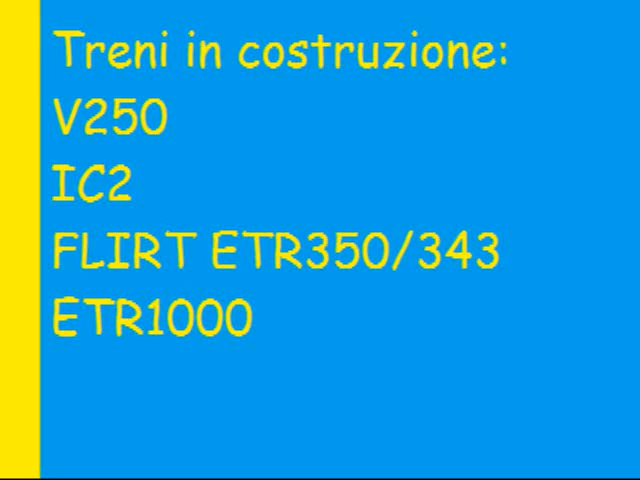 Treni in costruzione:
V250
IC2
FLIRT ETR350/343
ETR1000